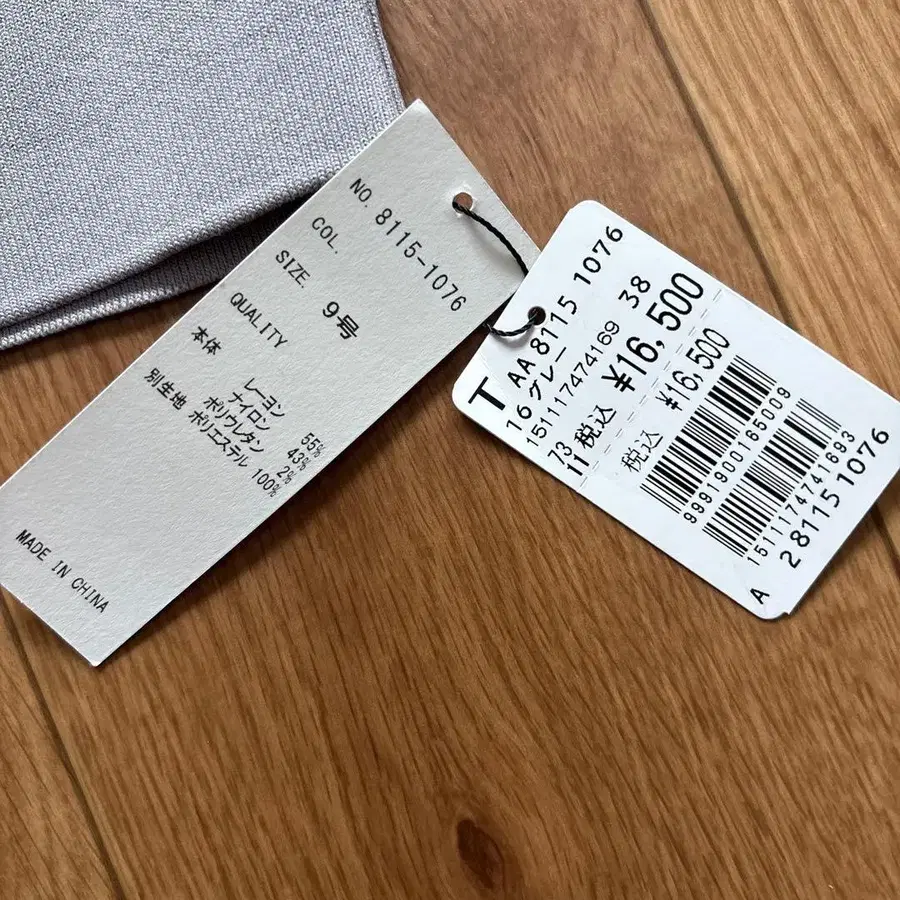 NO. 8115-1076
COL.
SIZE. 9号
QUALITY
本体 レーヨン 55%
ナイロン 43%
ポリウレタン 2%
別生地 ポリエステル 100%
MADE IN CHINA
T AA 8115 1076
16グレー 38
151117474169
73 税込 ¥16,500
11
税込 ¥16,500
9991900165009
1511174741693
28115 1076
A